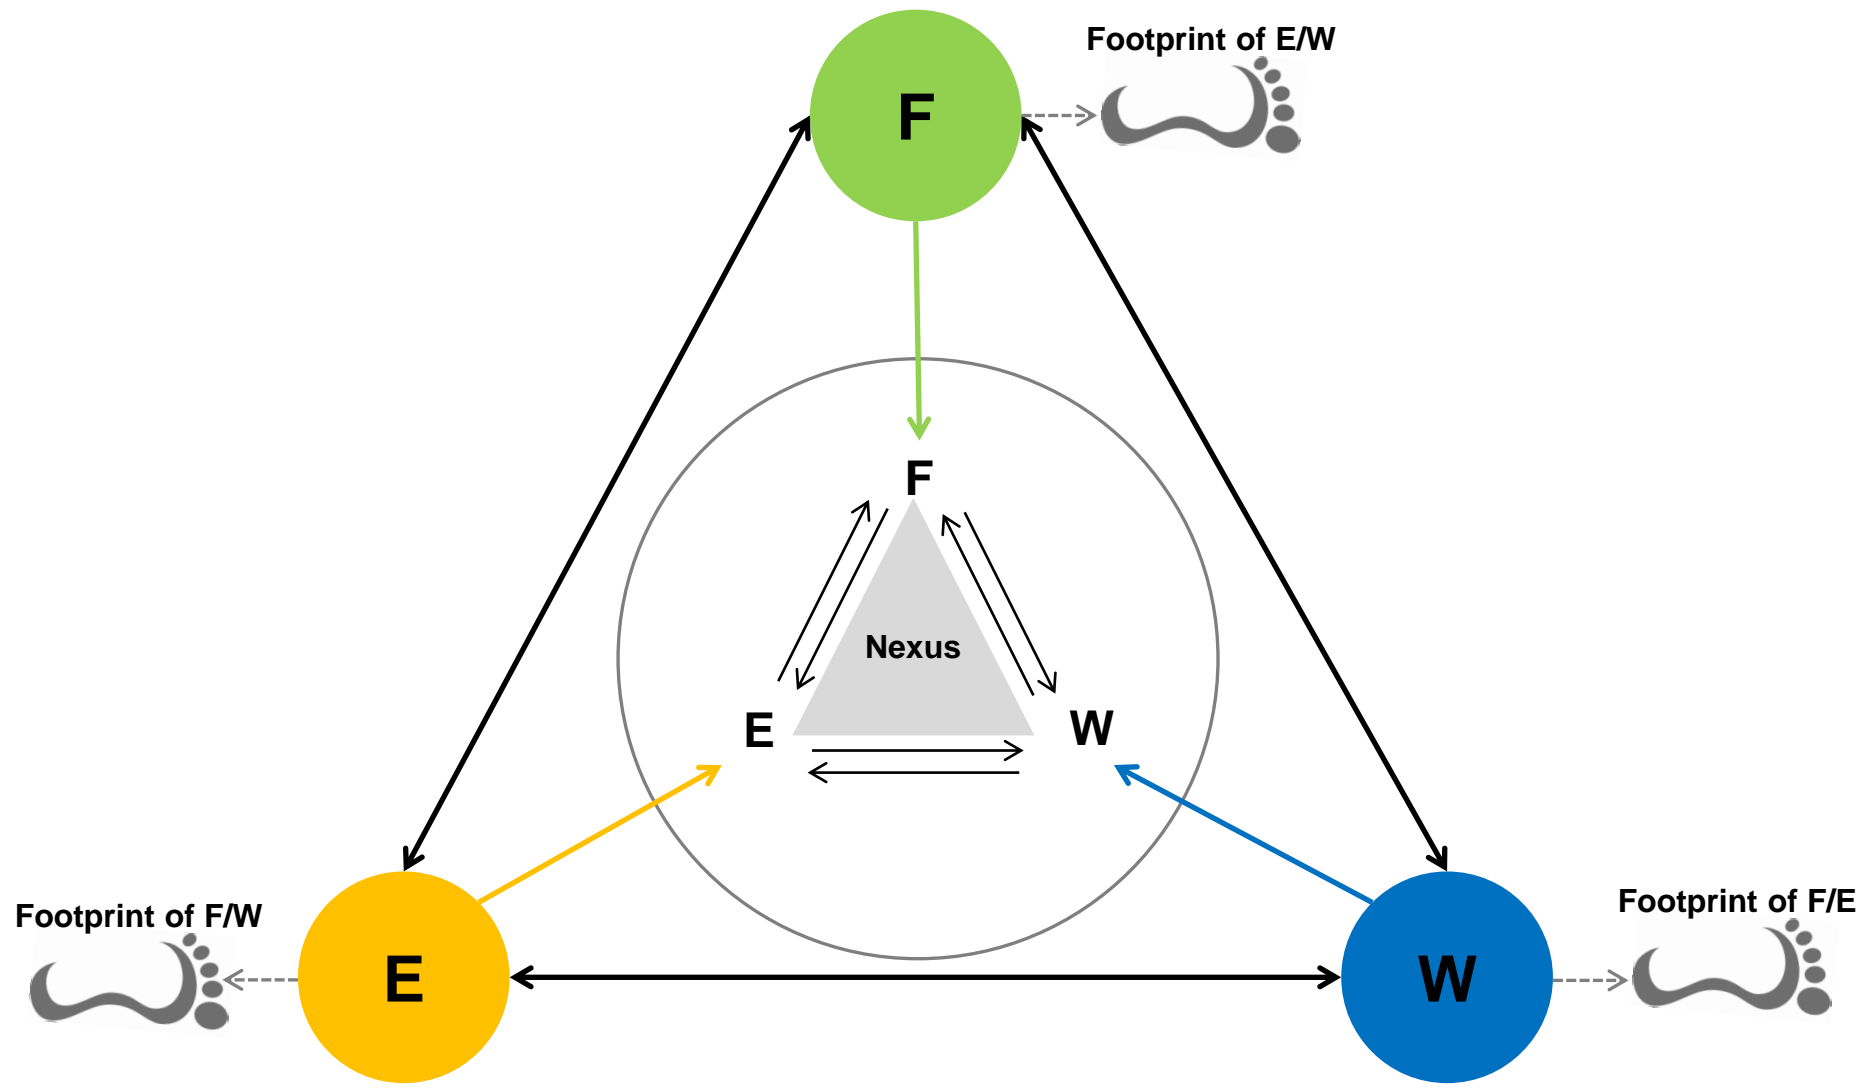 Footprint of E/W
F
F
Nexus
E
W
Footprint of F/W
Footprint of F/E
E
W